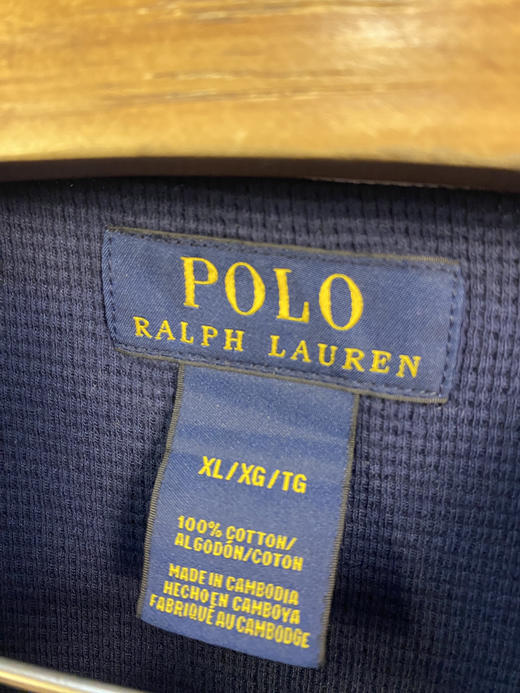 POLO
RALPH LAUREN
XL/XG/TG
100% COTTON/
ALGODÓN/COTON
MADE IN CAMBODIA
HECHO EN CAMBOYA
FABRIQUÉ AU CAMBODGE